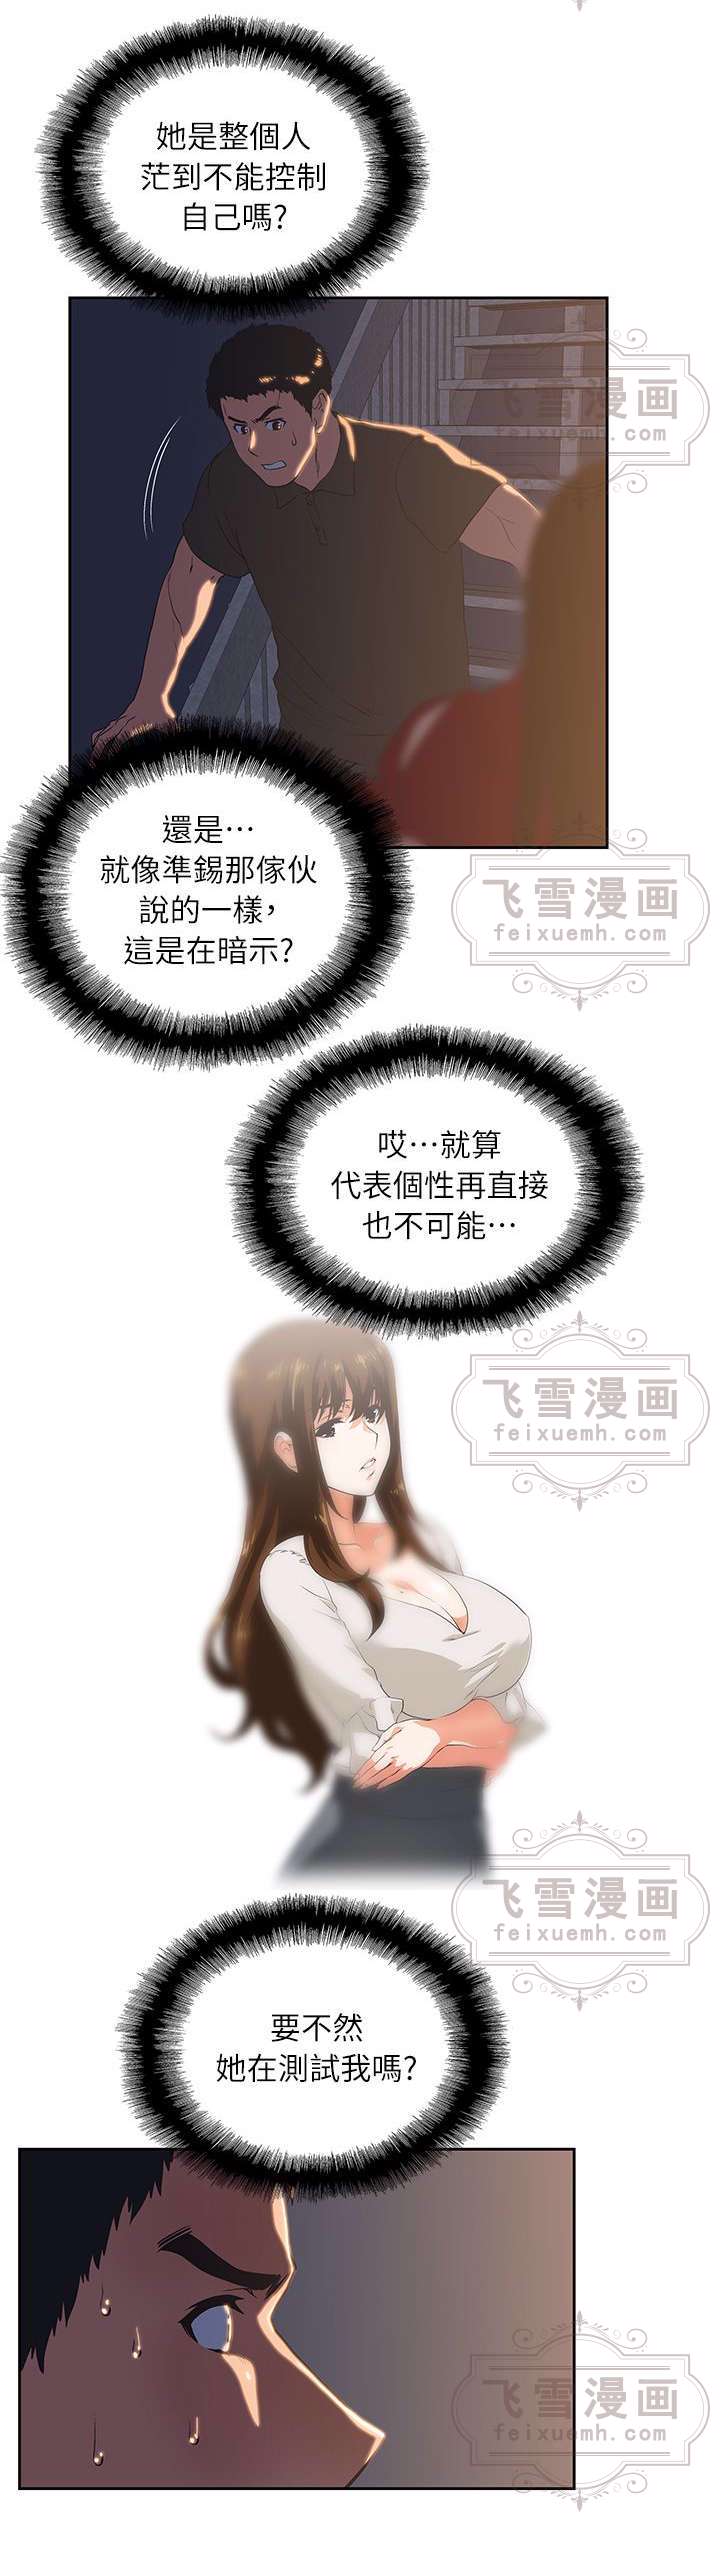 她是整個人
茫到不能控制
自己嗎?
飞雪漫画
feixuemh.com
還是…
就像準錫那傢伙
說的一樣，
這是在暗示?
飞雪漫画
feixuemh.com
哎…就算
代表個性再直接
也不可能…
飞雪漫画
feixuemh.com
飞雪漫画
feixuemh.com
要不然
她在測試我嗎?
飞雪漫画
feixuemh.com